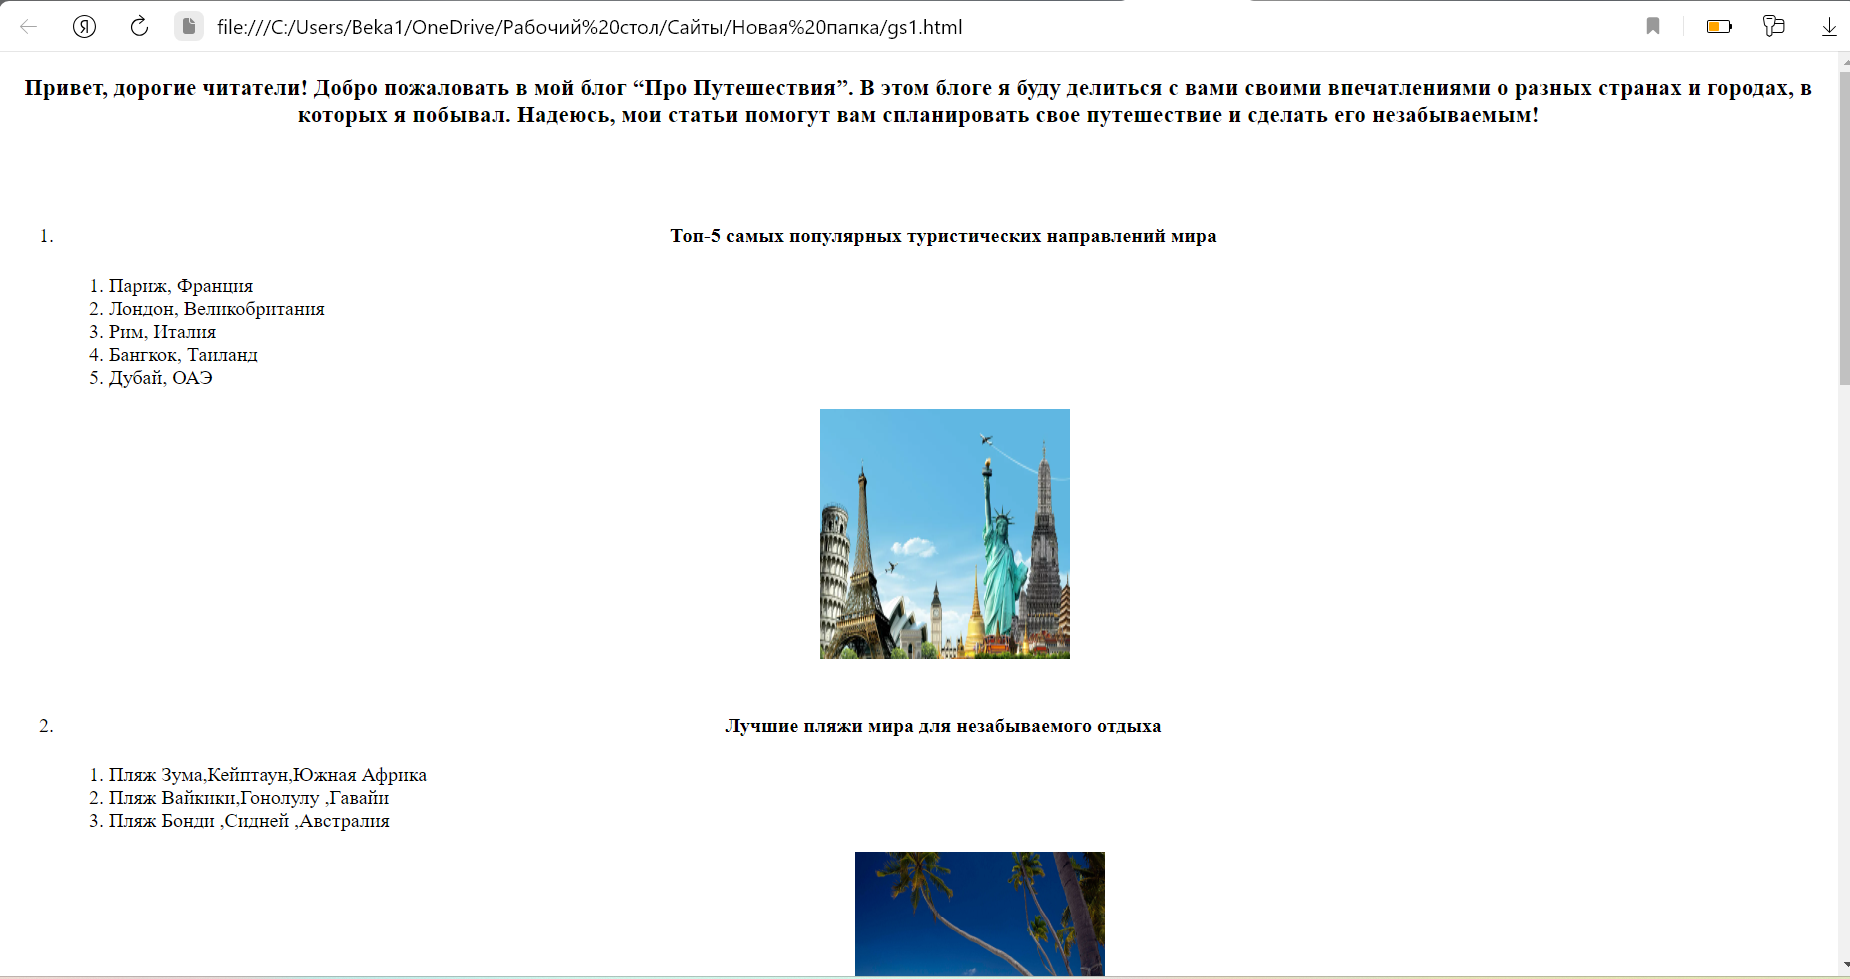 Я file:///C:/Users/Beka1/OneDrive/Рабочий%20стол/Сайты/Новая%20папка/gs1.html
Привет, дорогие читатели! Добро пожаловать в мой блог “Про Путешествия”. В этом блоге я буду делиться с вами своими впечатлениями о разных странах и городах, в
которых я побывал. Надеюсь, мои статьи помогут вам спланировать свое путешествие и сделать его незабываемым!
1. Топ-5 самых популярных туристических направлений мира
1. Париж, Франция
2. Лондон, Великобритания
3. Рим, Италия
4. Бангкок, Таиланд
5. Дубай, ОАЭ
2. Лучшие пляжи мира для незабываемого отдыха
1. Пляж Зума,Кейптаун,Южная Африка
2. Пляж Вайкики,Гонолулу ,Гавайи
3. Пляж Бонди ,Сидней ,Австралия